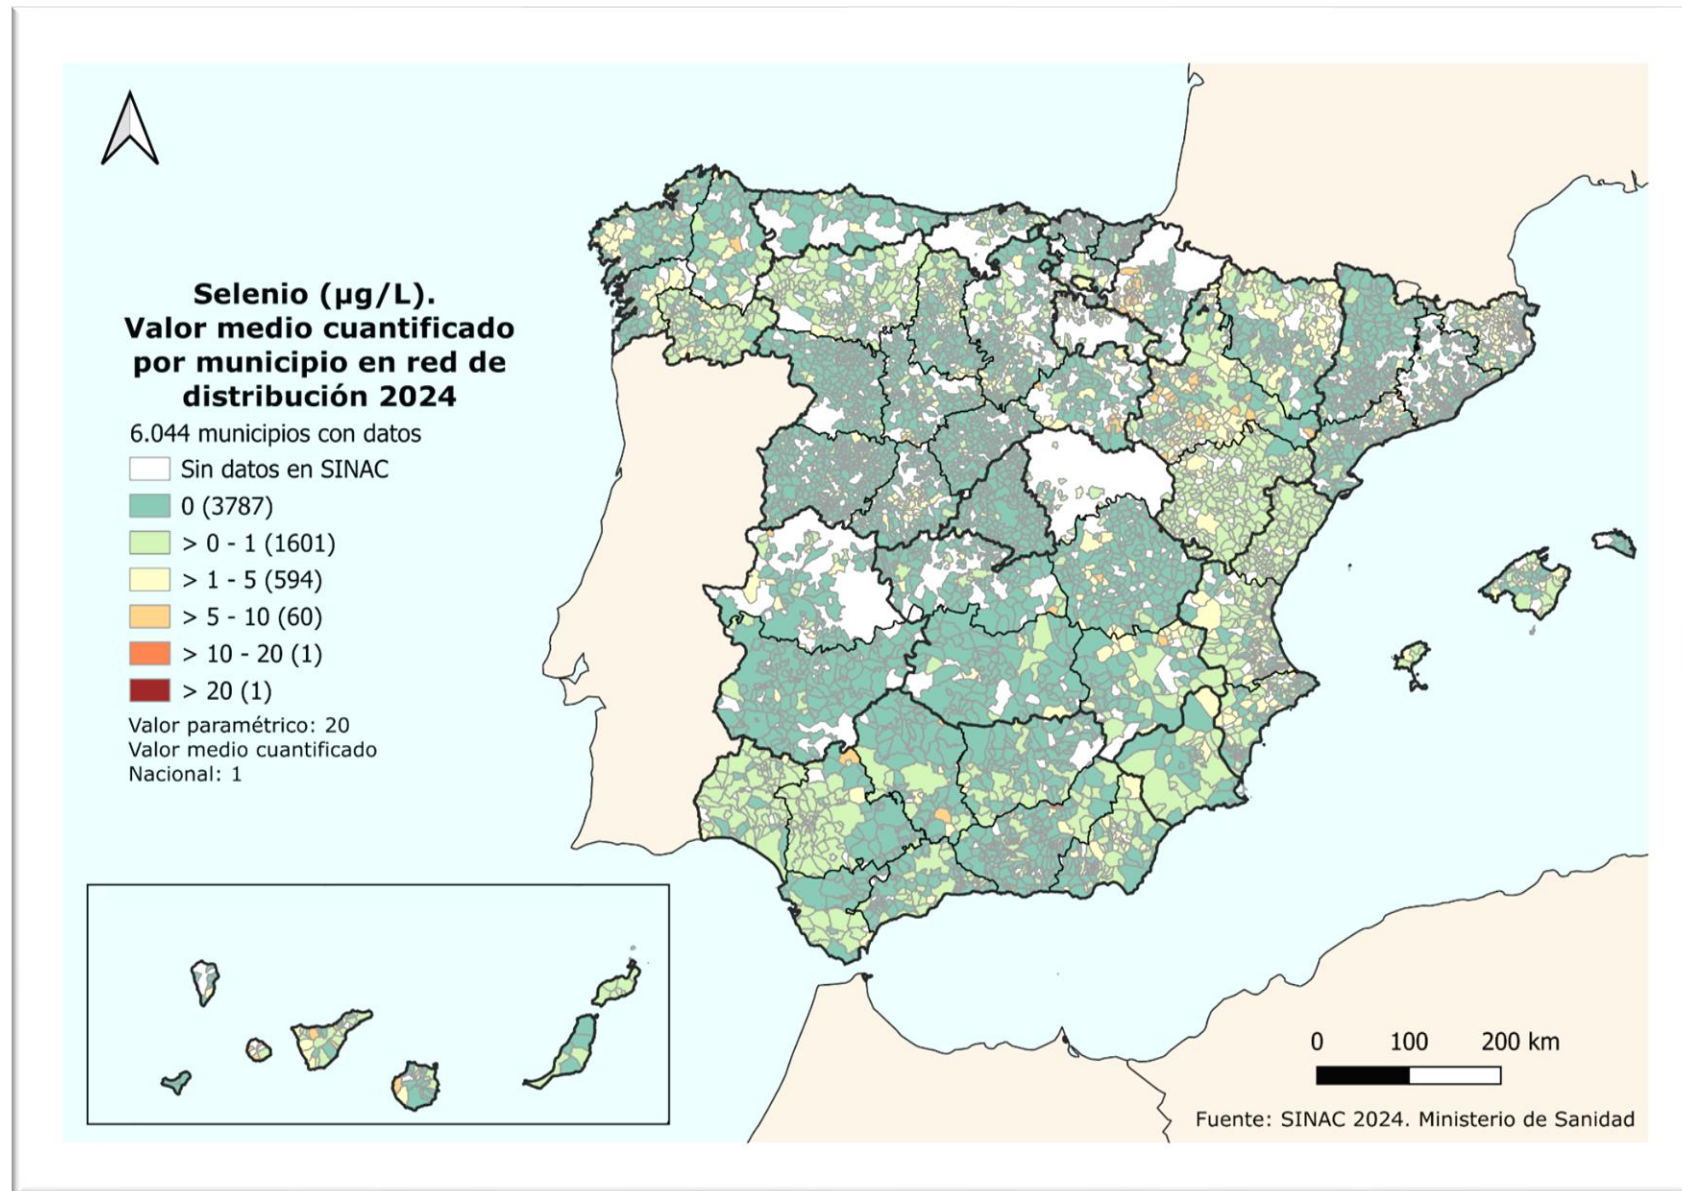 Selenio (µg/L).
Valor medio cuantificado
por municipio en red de
distribución 2024
6.044 municipios con datos
Sin datos en SINAC
0 (3787)
> 0 - 1 (1601)
> 1 - 5 (594)
> 5 - 10 (60)
> 10 - 20 (1)
> 20 (1)
Valor paramétrico: 20
Valor medio cuantificado
Nacional: 1
0 100 200 km
Fuente: SINAC 2024. Ministerio de Sanidad